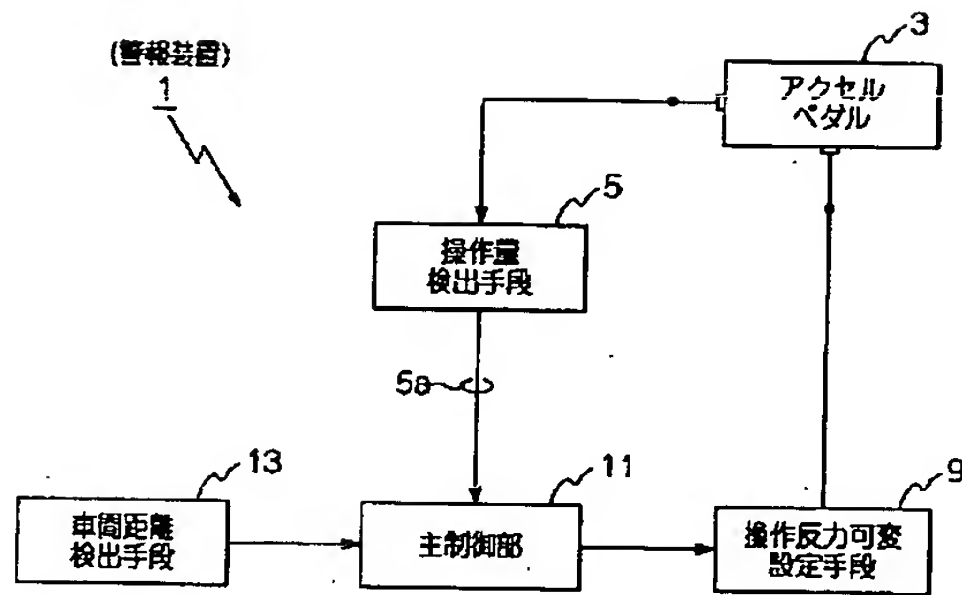 (警報装置)
1
3
アクセル
ペダル
5
操作量
検出手段
5a
13
車間距離
検出手段
11
主制御部
9
操作反力可変
設定手段